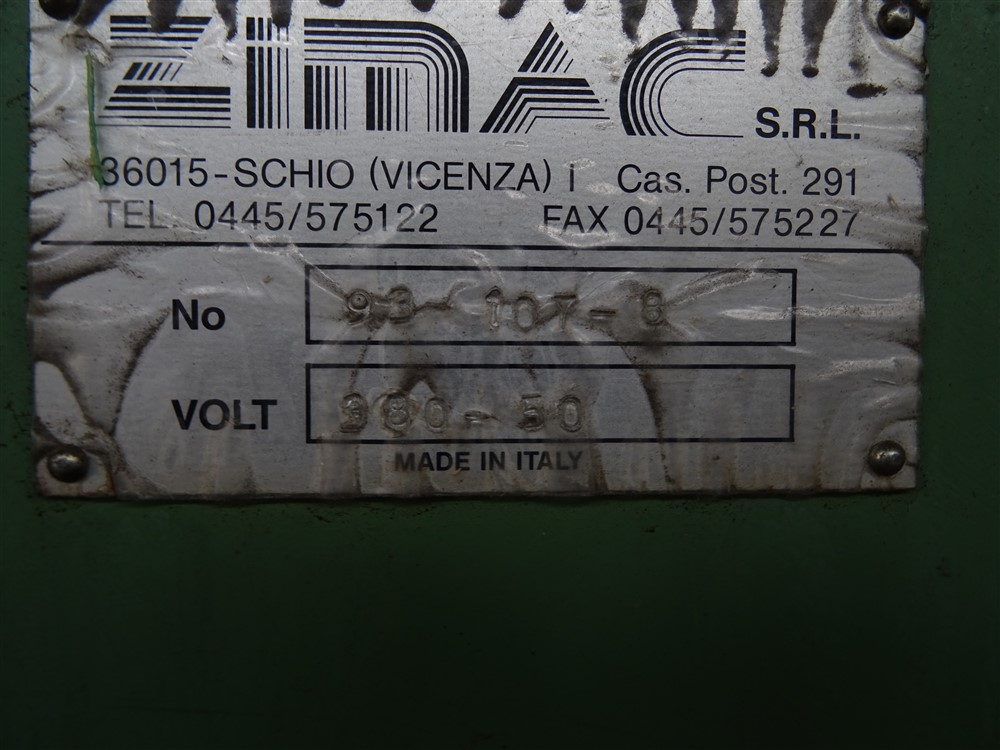 ZIMAC S.R.L.
36015-SCHIO (VICENZA) I Cas. Post. 291
TEL. 0445/575122 FAX 0445/575227
No 93-107-8
VOLT 380-50
MADE IN ITALY